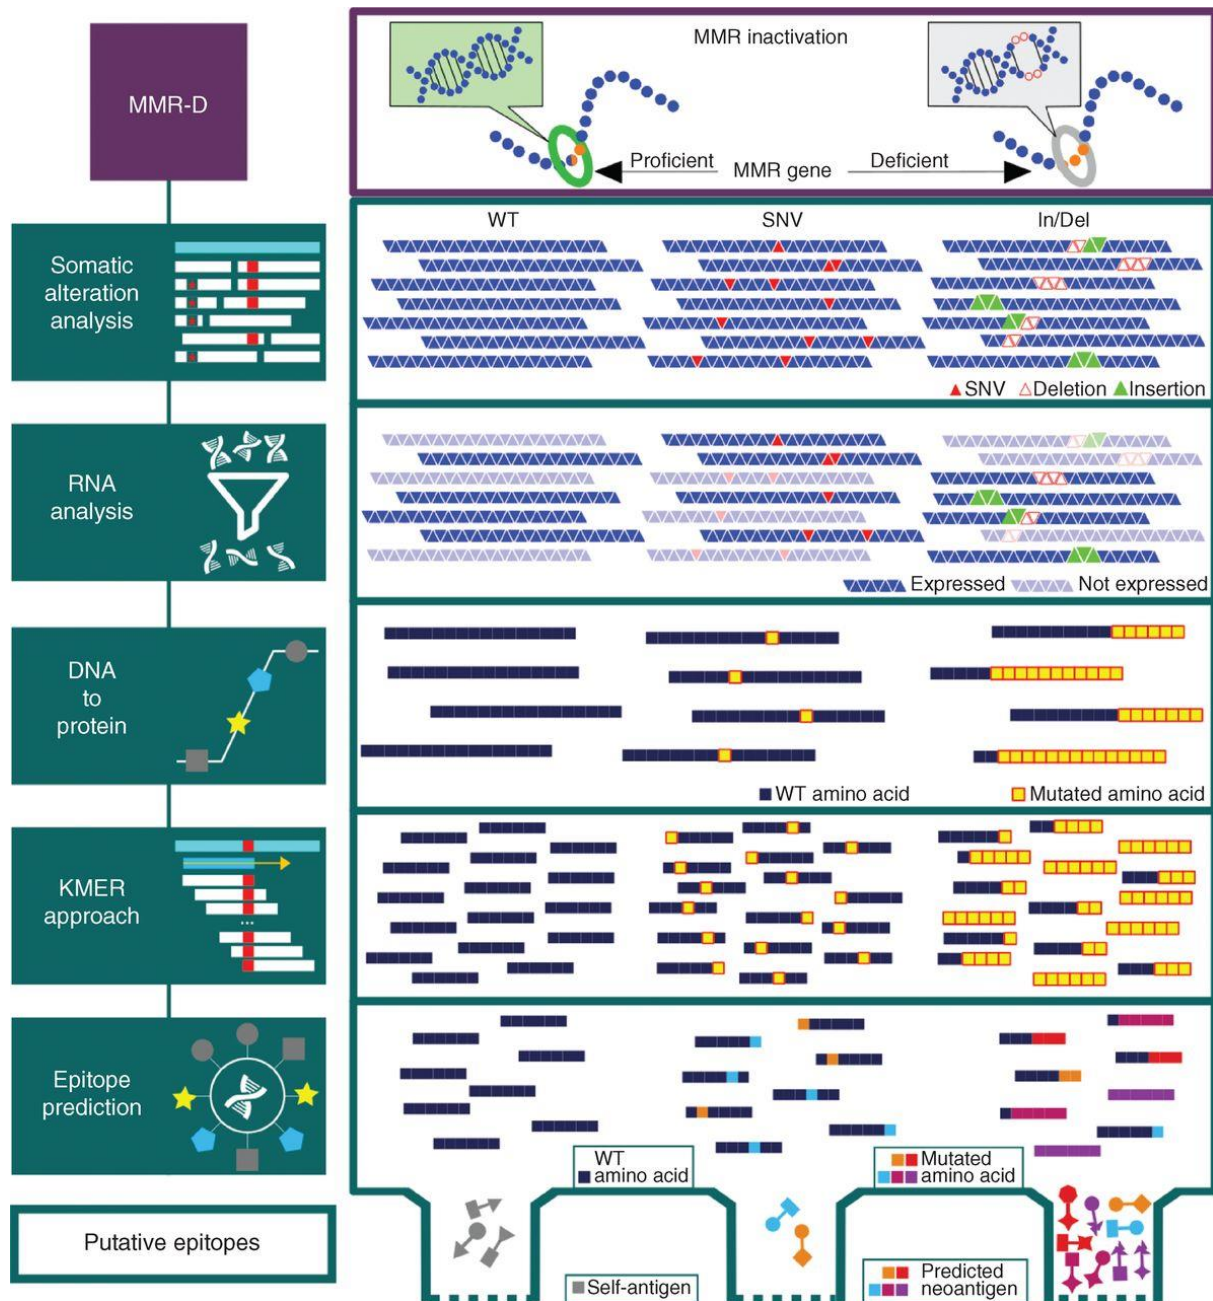 MMR-D
MMR inactivation
Proficient
MMR gene
Deficient
Somatic
alteration
analysis
WT
SNV
In/Del
SNV
Deletion
Insertion
RNA
analysis
Expressed
Not expressed
DNA
to
protein
WT amino acid
Mutated amino acid
KMER
approach
...
Epitope
prediction
WT
amino acid
Mutated
amino acid
Putative epitopes
Self-antigen
Predicted
neoantigen